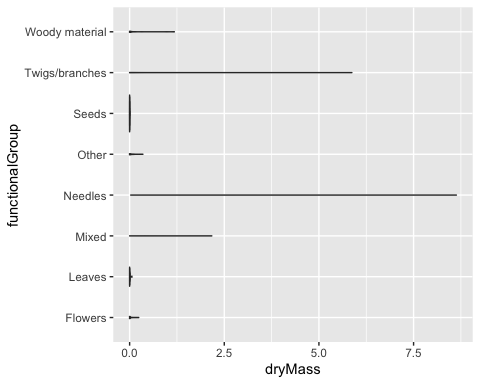 functionalGroup
Woody material
Twigs/branches
Seeds
Other
Needles
Mixed
Leaves
Flowers
0.0 2.5 5.0 7.5
dryMass